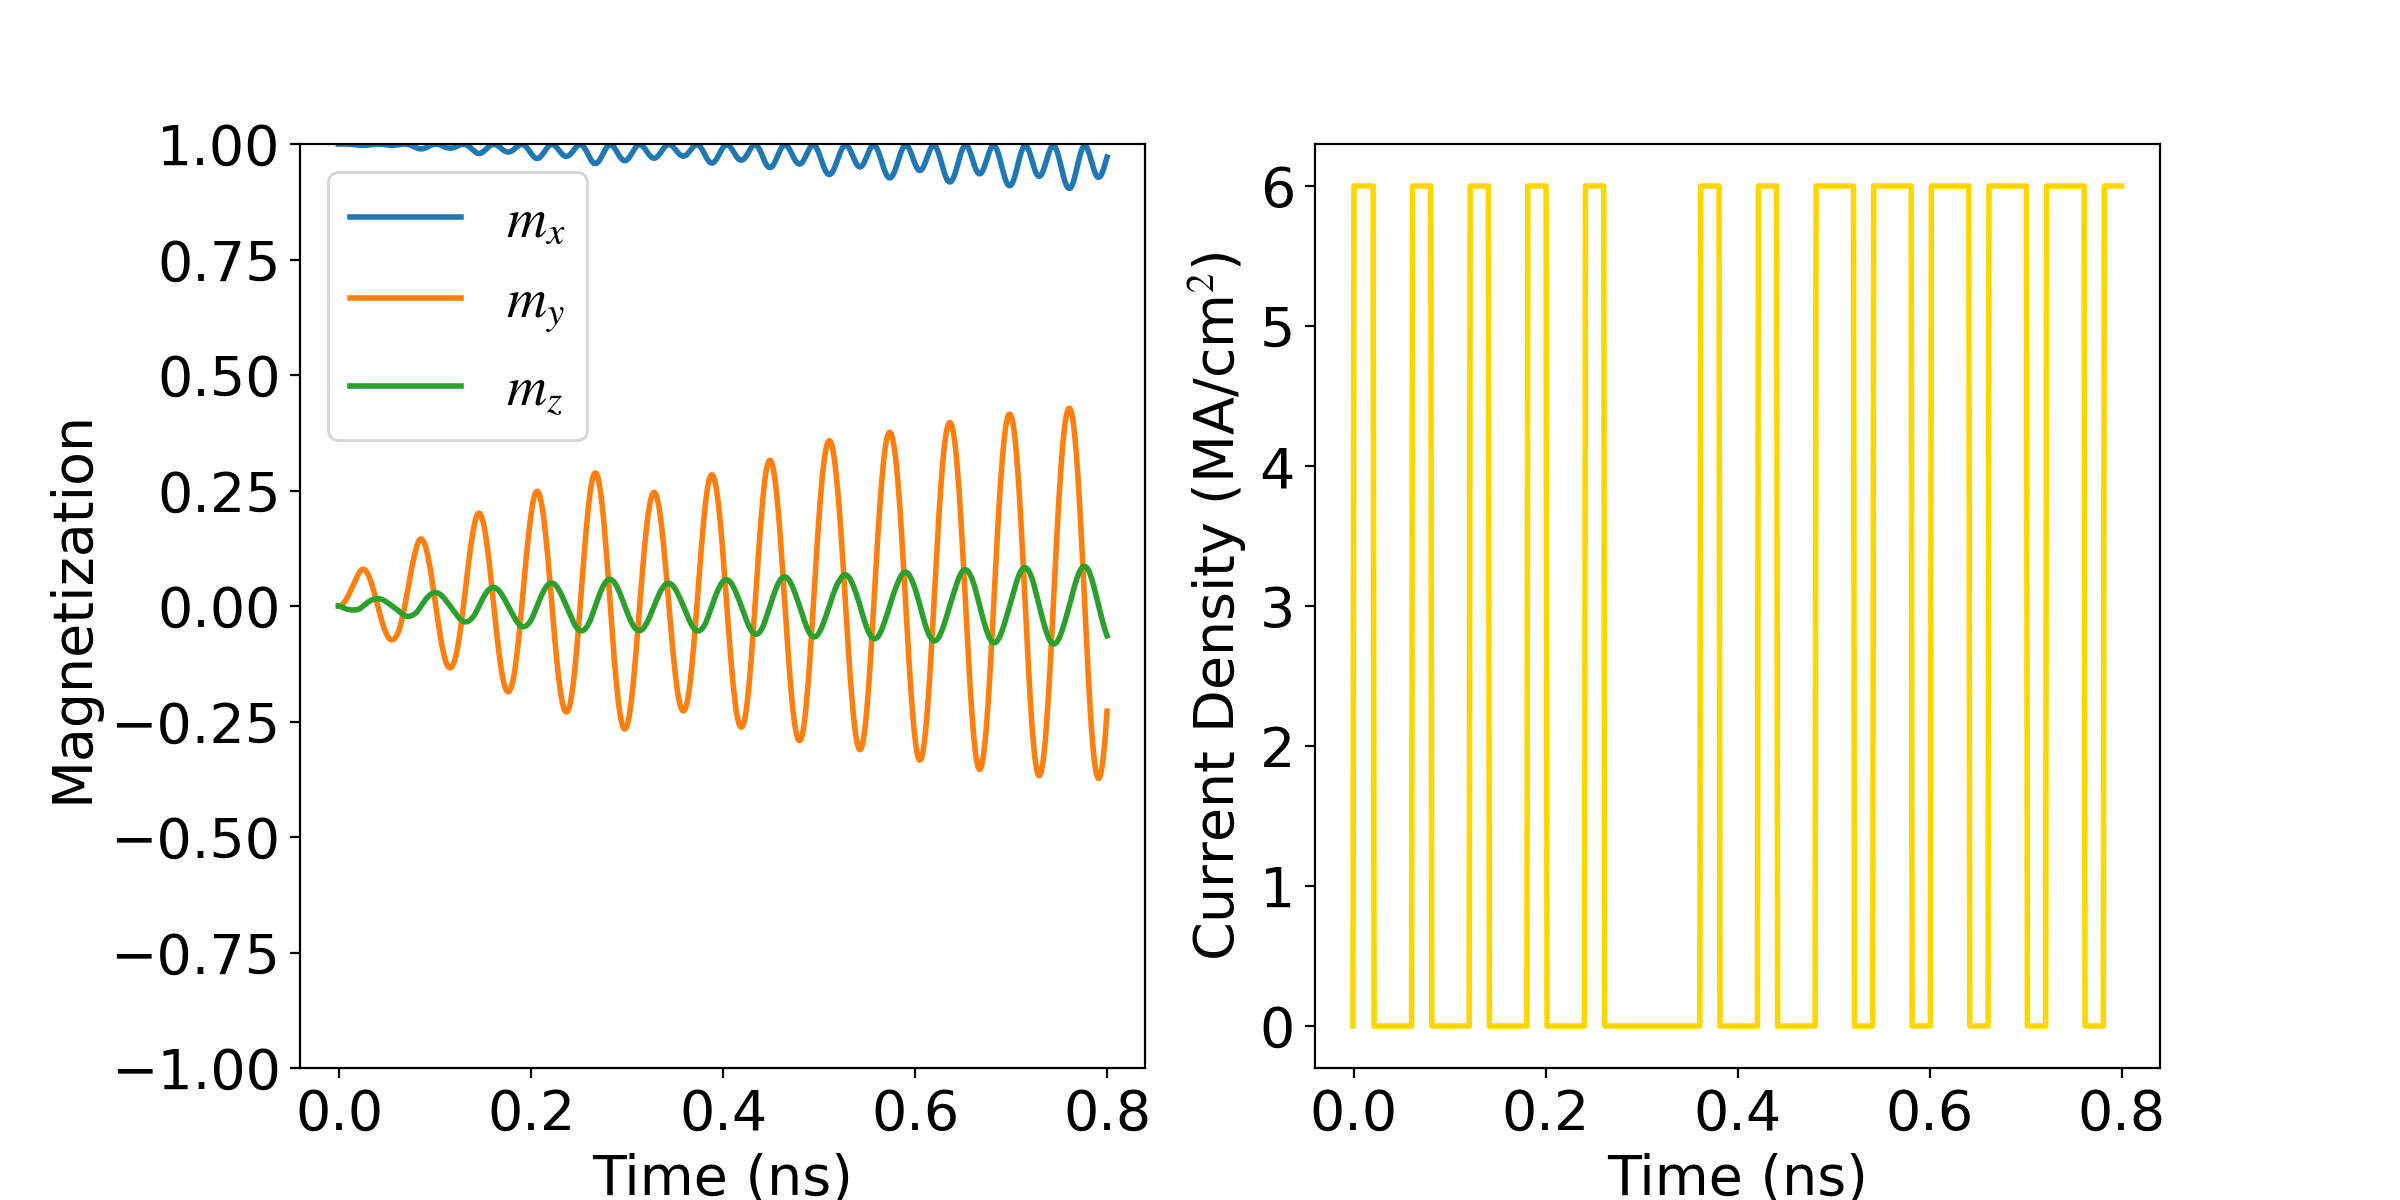 Magnetization
1.00
0.75
0.50
0.25
0.00
−0.25
−0.50
−0.75
−1.00
m_x
m_y
m_z
0.0 0.2 0.4 0.6 0.8
Time (ns)
Current Density (MA/cm²)
6
5
4
3
2
1
0
0.0 0.2 0.4 0.6 0.8
Time (ns)